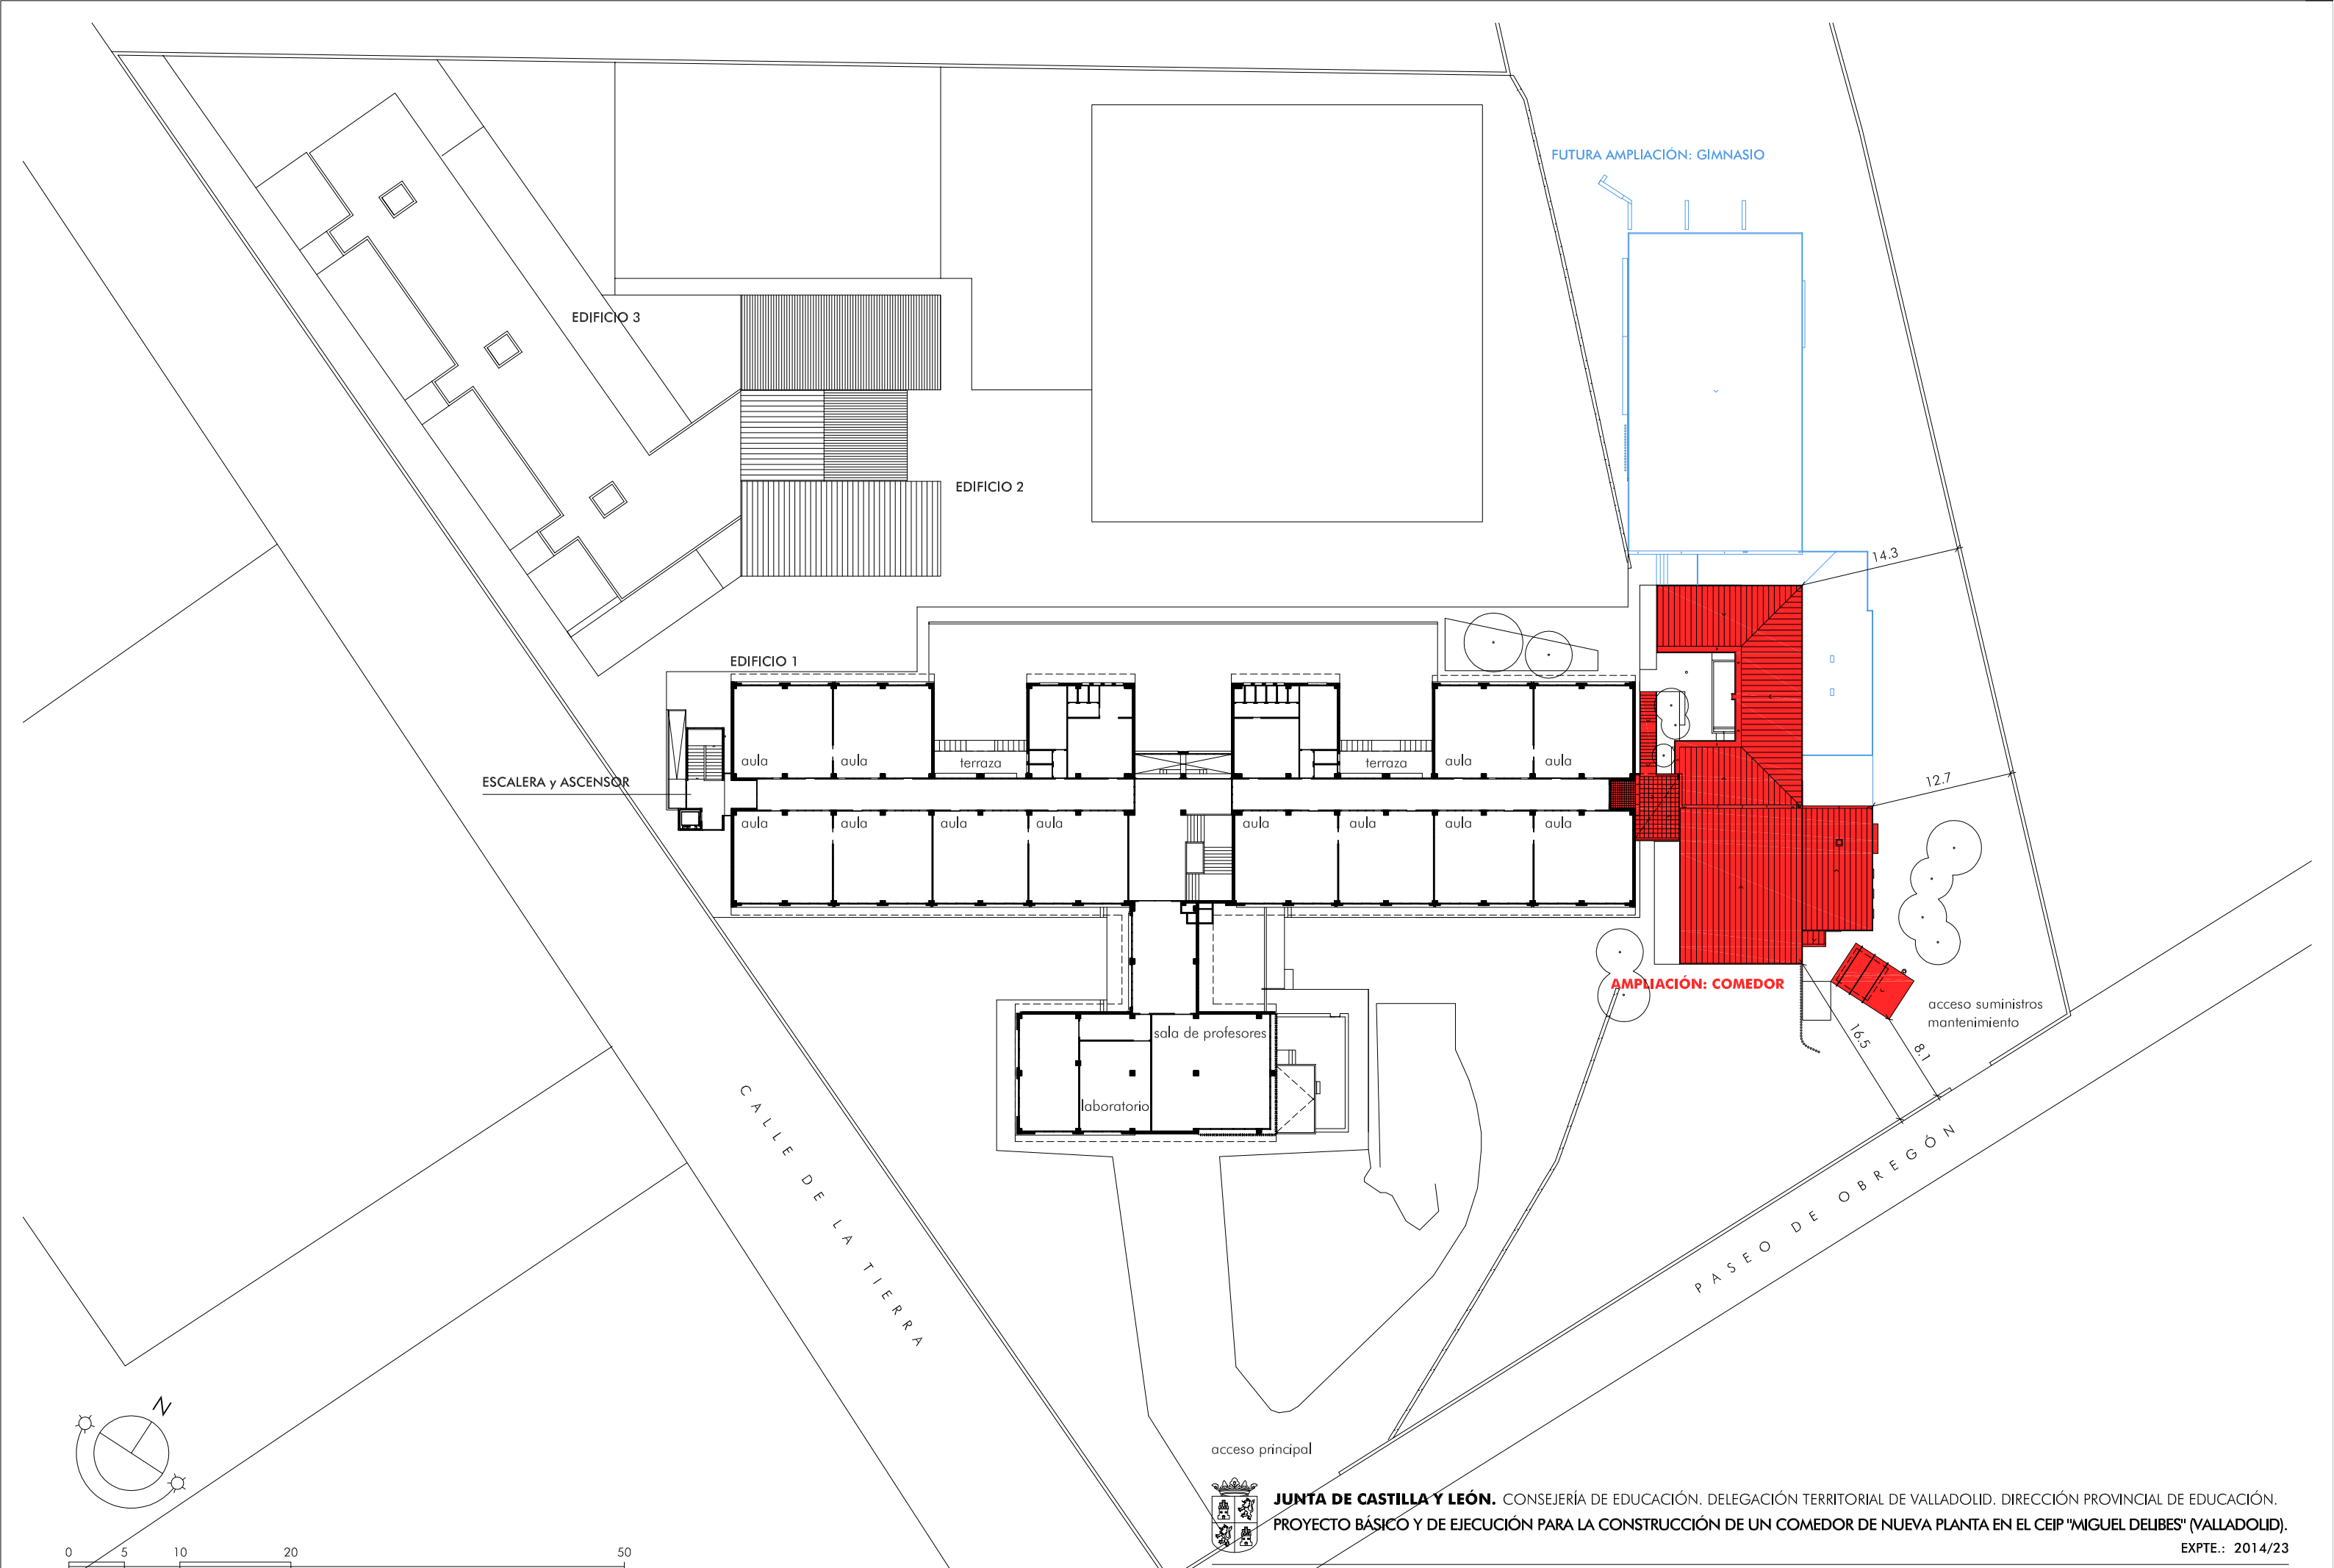 FUTURA AMPLIACIÓN: GIMNASIO
EDIFICIO 3
EDIFICIO 2
14.3
EDIFICIO 1
aula
aula
terraza
terraza
aula
aula
ESCALERA y ASCENSOR
12.7
aula
aula
aula
aula
aula
aula
aula
aula
AMPLIACIÓN: COMEDOR
acceso suministros
mantenimiento
sala de profesores
16.5
8.1
laboratorio
CALLE DE LA TIERRA
PASEO DE OBREGÓN
N
acceso principal
JUNTA DE CASTILLA Y LEÓN. CONSEJERÍA DE EDUCACIÓN. DELEGACIÓN TERRITORIAL DE VALLADOLID. DIRECCIÓN PROVINCIAL DE EDUCACIÓN.
PROYECTO BÁSICO Y DE EJECUCIÓN PARA LA CONSTRUCCIÓN DE UN COMEDOR DE NUEVA PLANTA EN EL CEIP "MIGUEL DELIBES" (VALLADOLID).
EXPTE.: 2014/23
0 5 10 20 50